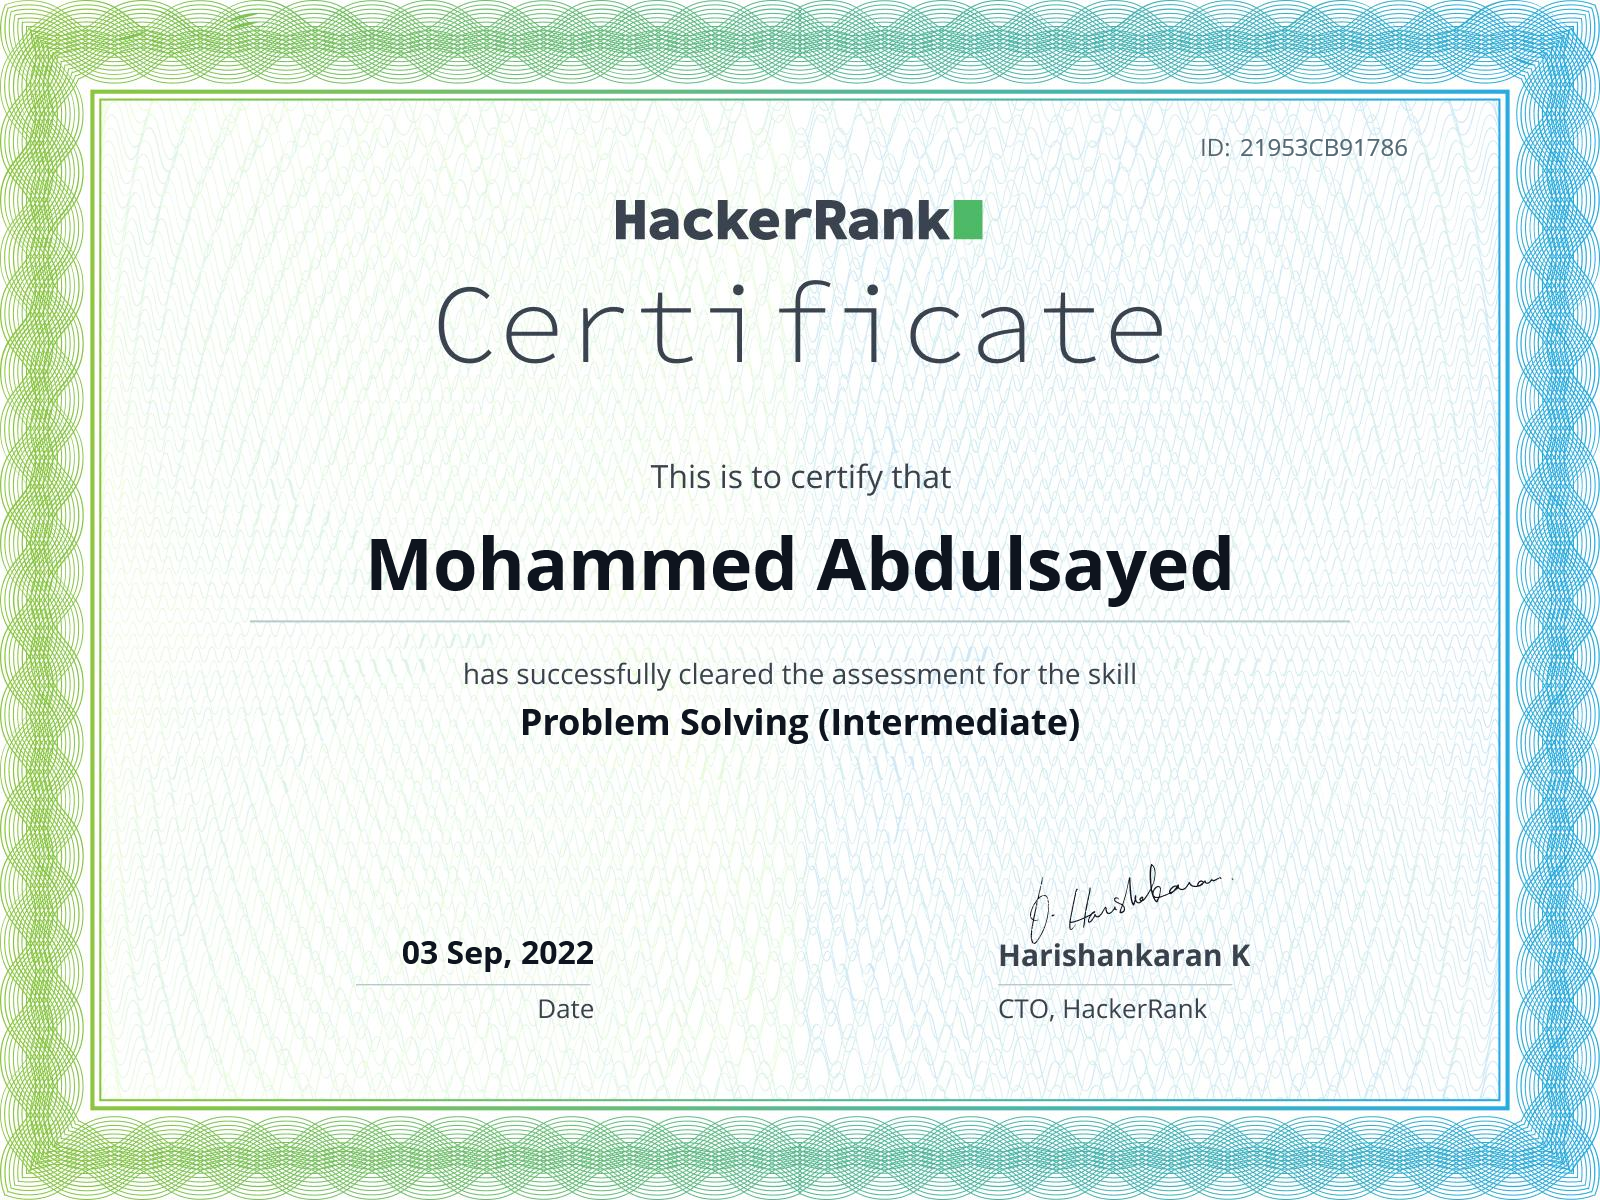 ID: 21953CB91786
HackerRank
Certificate
This is to certify that
Mohammed Abdulsayed
has successfully cleared the assessment for the skill
Problem Solving (Intermediate)
03 Sep, 2022
Date
Harishankaran K
CTO, HackerRank